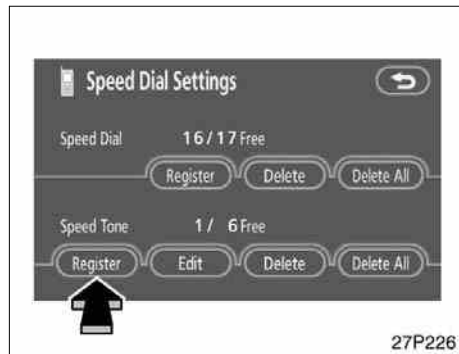 Speed Dial Settings
Speed Dial 16/17 Free
Register Delete Delete All
Speed Tone 1/ 6 Free
Register Edit Delete Delete All
27P226